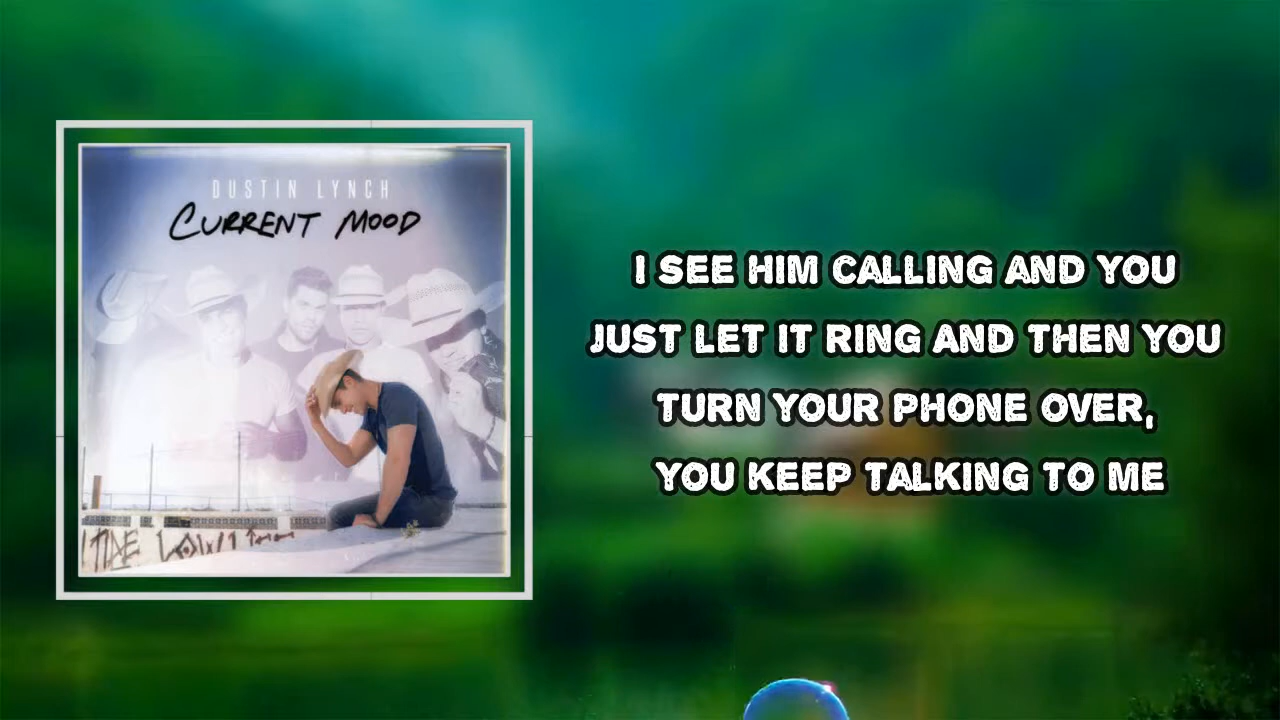 DUSTIN LYNCH
CURRENT MOOD
I SEE HIM CALLING AND YOU
JUST LET IT RING AND THEN YOU
TURN YOUR PHONE OVER,
YOU KEEP TALKING TO ME